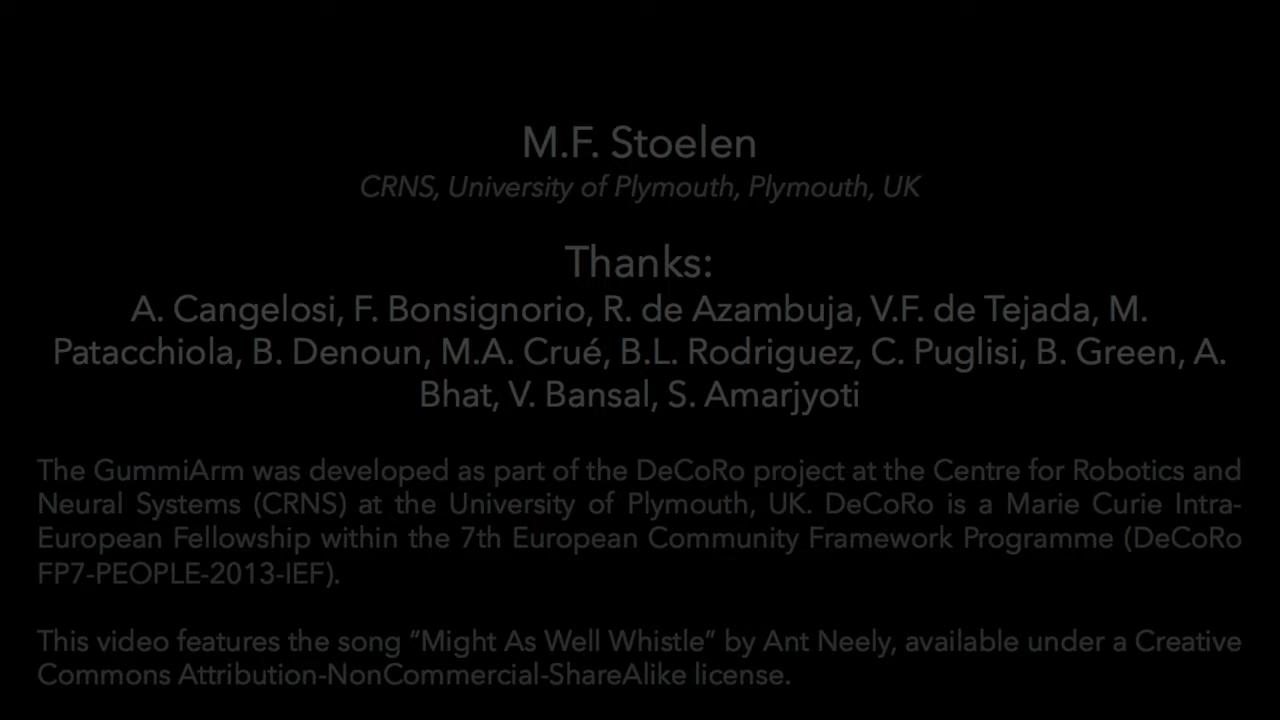 M.F. Stoelen
CRNS, University of Plymouth, Plymouth, UK
Thanks:
A. Cangelosi, F. Bonsignorio, R. de Azambuja, V.F. de Tejada, M.
Patacchiola, B. Denoun, M.A. Crué, B.L. Rodriguez, C. Puglisi, B. Green, A.
Bhat, V. Bansal, S. Amarjyoti
The GummiArm was developed as part of the DeCoRo project at the Centre for Robotics and
Neural Systems (CRNS) at the University of Plymouth, UK. DeCoRo is a Marie Curie Intra-
European Fellowship within the 7th European Community Framework Programme (DeCoRo
FP7-PEOPLE-2013-IEF).
This video features the song “Might As Well Whistle” by Ant Neely, available under a Creative
Commons Attribution-NonCommercial-ShareAlike license.